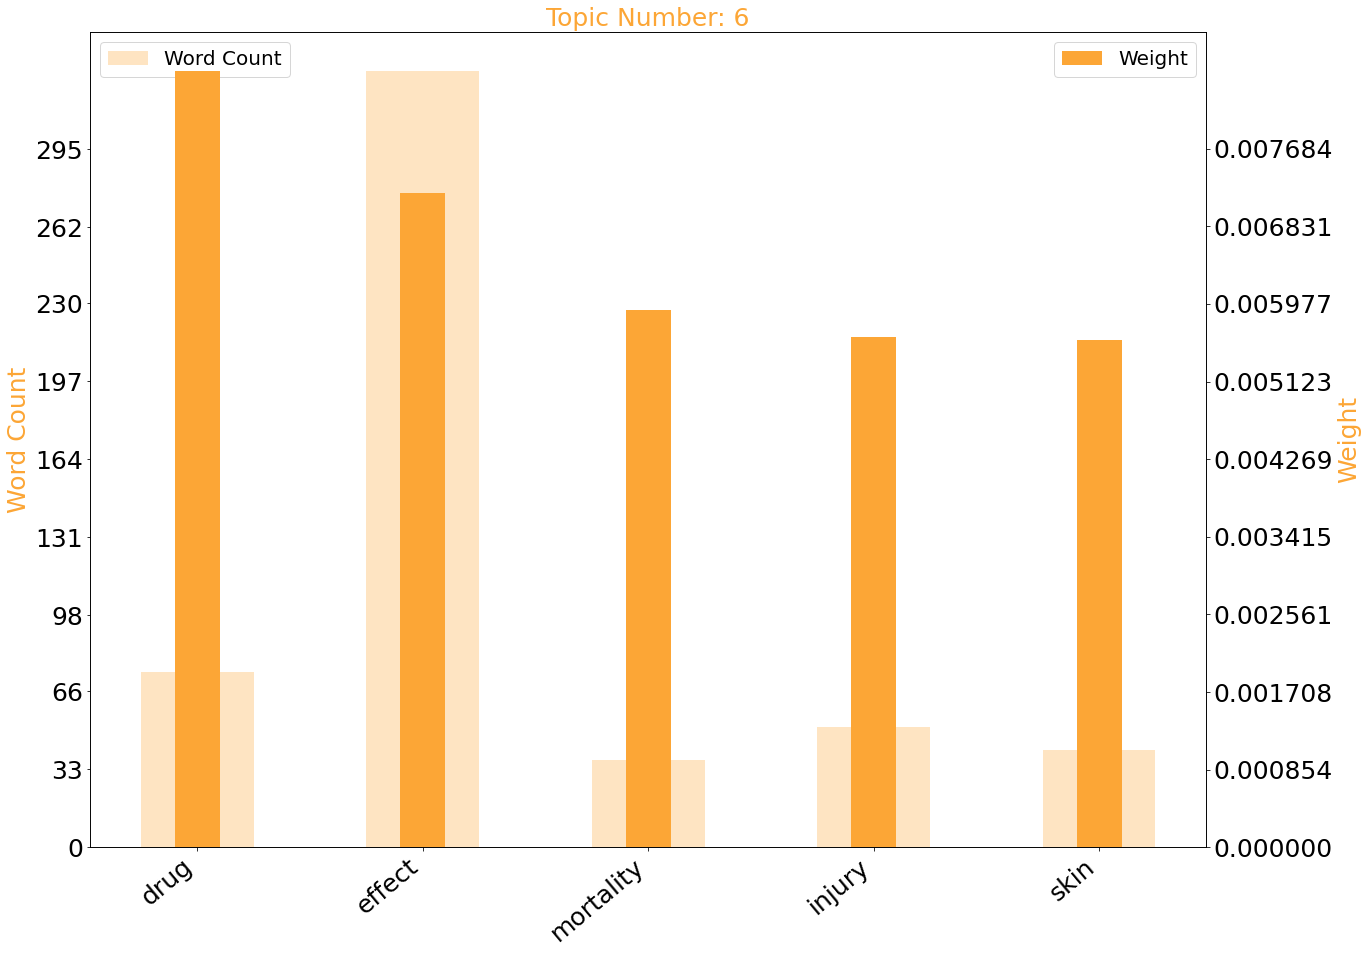 Topic Number: 6
Word Count
Weight
295
262
230
197
164
131
98
66
33
0
Word Count
0.007684
0.006831
0.005977
0.005123
0.004269
0.003415
0.002561
0.001708
0.000854
0.000000
Weight
drug
effect
mortality
injury
skin